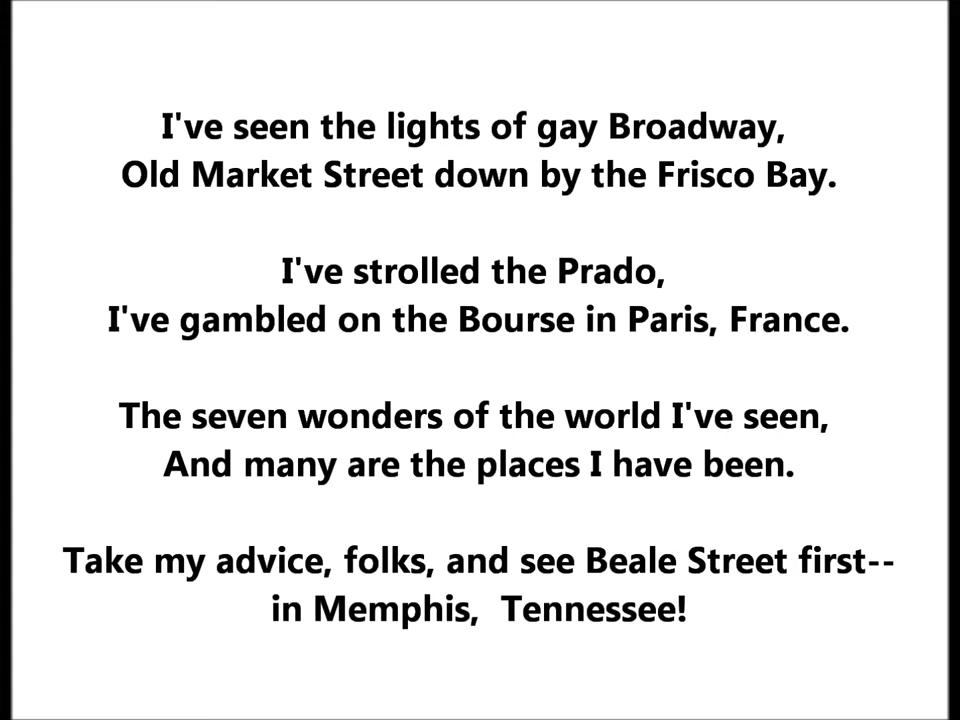 I've seen the lights of gay Broadway,
Old Market Street down by the Frisco Bay.
I've strolled the Prado,
I've gambled on the Bourse in Paris, France.
The seven wonders of the world I've seen,
And many are the places I have been.
Take my advice, folks, and see Beale Street first--
in Memphis,  Tennessee!